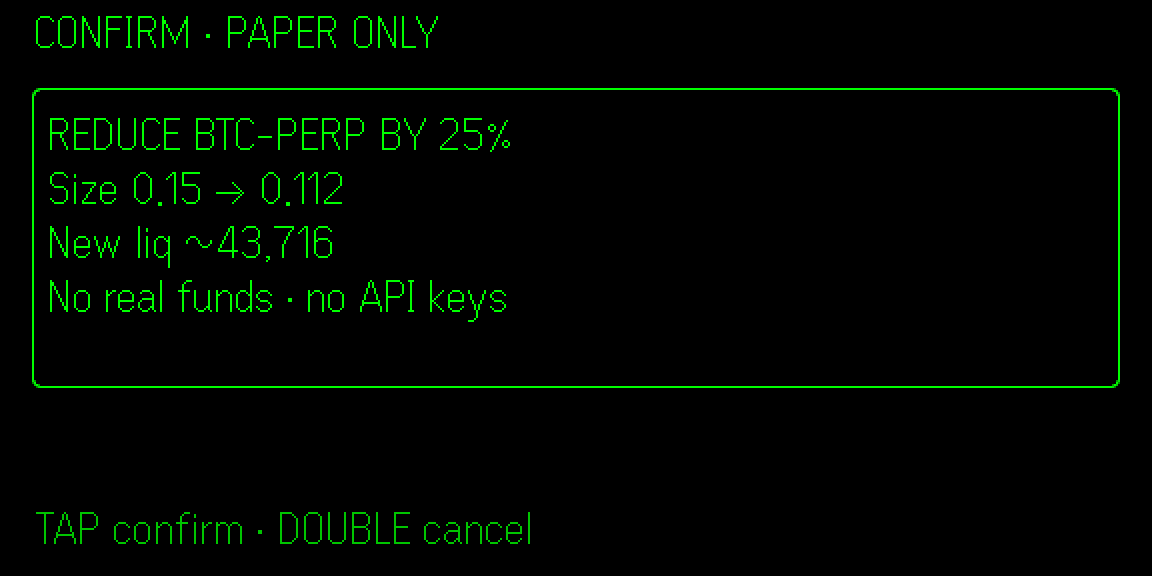 CONFIRM · PAPER ONLY
REDUCE BTC-PERP BY 25%
Size 0.15 → 0.112
New liq ~43,716
No real funds · no API keys
TAP confirm · DOUBLE cancel